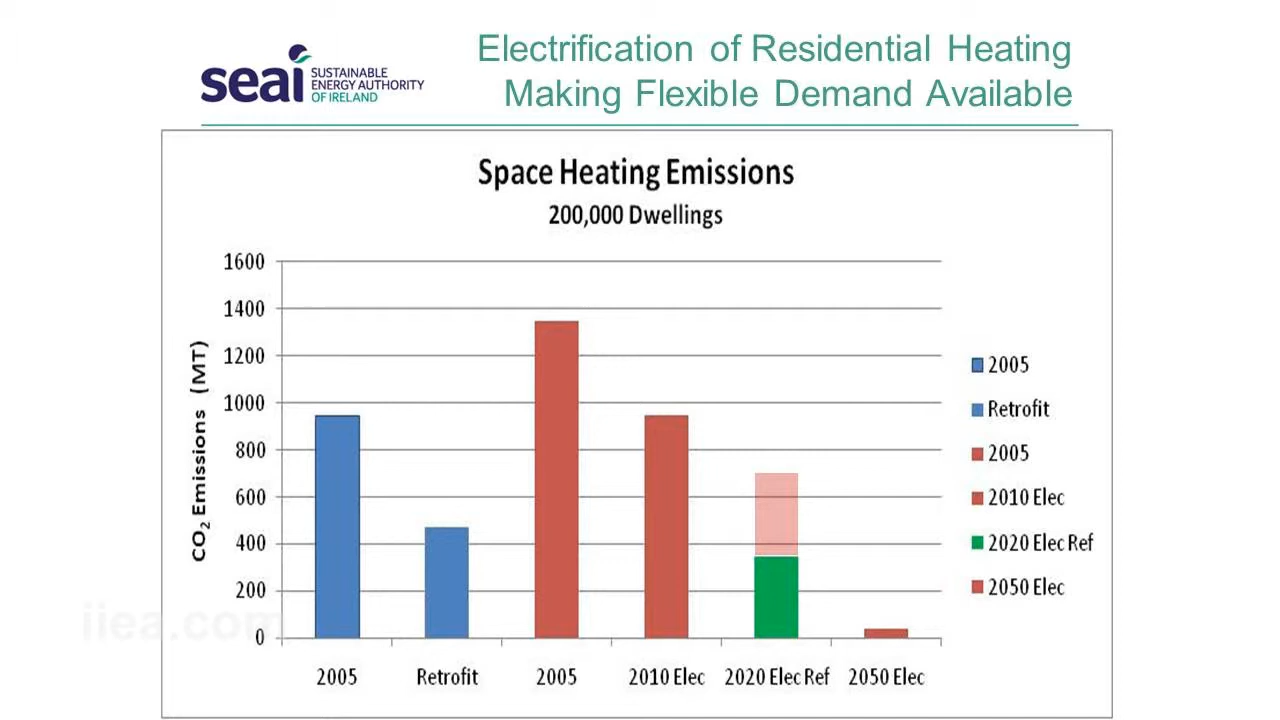 seai SUSTAINABLE
ENERGY AUTHORITY
OF IRELAND
Electrification of Residential Heating
Making Flexible Demand Available
Space Heating Emissions
200,000 Dwellings
CO2 Emissions (MT)
1600
1400
1200
1000
800
600
400
200
0
2005
Retrofit
2005
2010 Elec
2020 Elec Ref
2050 Elec
2005
Retrofit
2005
2010 Elec
2020 Elec Ref
2050 Elec
iiea.com